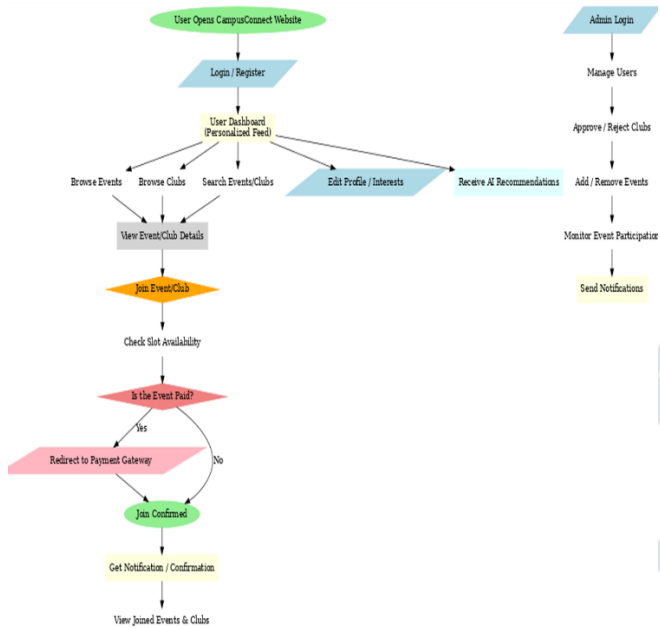 User Opens CampusConnect Website
Admin Login
Login / Register
Manage Users
User Dashboard
(Personalized Feed)
Approve / Reject Clubs
Browse Events
Browse Clubs
Search Events/Clubs
Edit Profile / Interests
Receive AI Recommendations
Add / Remove Events
View Event/Club Details
Monitor Event Participation
Join Event/Club
Send Notifications
Check Slot Availability
Is the Event Paid?
Yes
Redirect to Payment Gateway
No
Join Confirmed
Get Notification / Confirmation
View Joined Events & Clubs